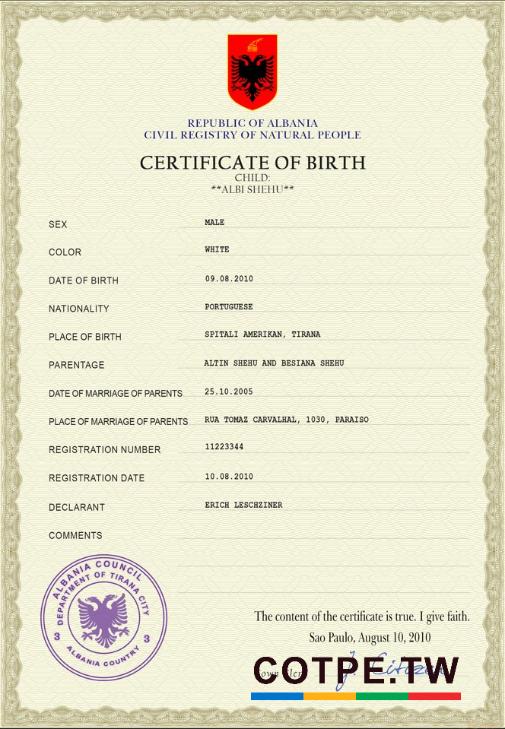 REPUBLIC OF ALBANIA
CIVIL REGISTRY OF NATURAL PEOPLE
CERTIFICATE OF BIRTH
CHILD:
**ALBI SHEHU**
SEX MALE
COLOR WHITE
DATE OF BIRTH 09.08.2010
NATIONALITY PORTUGUESE
PLACE OF BIRTH SPITALI AMERIKAN, TIRANA
PARENTAGE ALTIN SHEHU AND BESIANA SHEHU
DATE OF MARRIAGE OF PARENTS 25.10.2005
PLACE OF MARRIAGE OF PARENTS RUA TOMAZ CARVALHAL, 1030, PARAISO
REGISTRATION NUMBER 11223344
REGISTRATION DATE 10.08.2010
DECLARANT ERICH LESCHZINER
COMMENTS
ALBANIA COUNCIL
DEPARTMENT OF TIRANA CITY
3 3
ALBANIA COUNTRY
The content of the certificate is true. I give faith.
Sao Paulo, August 10, 2010
COTPE.TW